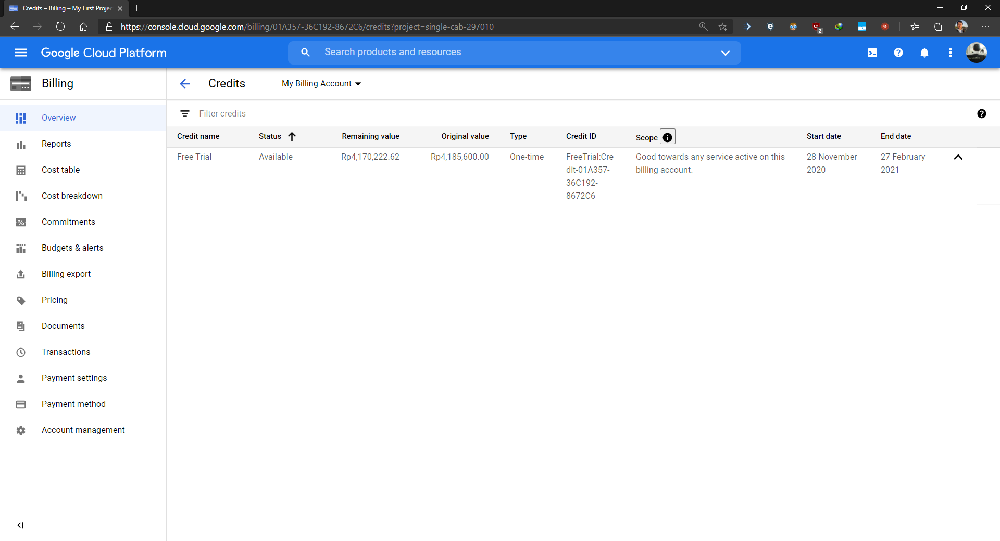 Credits – Billing – My First Projec
https://console.cloud.google.com/billing/01A357-36C192-8672C6/credits?project=single-cab-297010
2
Google Cloud Platform
Search products and resources
Billing
Credits
My Billing Account
Overview
Reports
Cost table
Cost breakdown
Commitments
Budgets & alerts
Billing export
Pricing
Documents
Transactions
Payment settings
Payment method
Account management
Filter credits
Credit name Status Remaining value Original value Type Credit ID Scope Start date End date
Free Trial Available Rp4,170,222.62 Rp4,185,600.00 One-time FreeTrial:Cre Good towards any service active on this 28 November 27 February
dit-01A357- billing account. 2020 2021
36C192-
8672C6